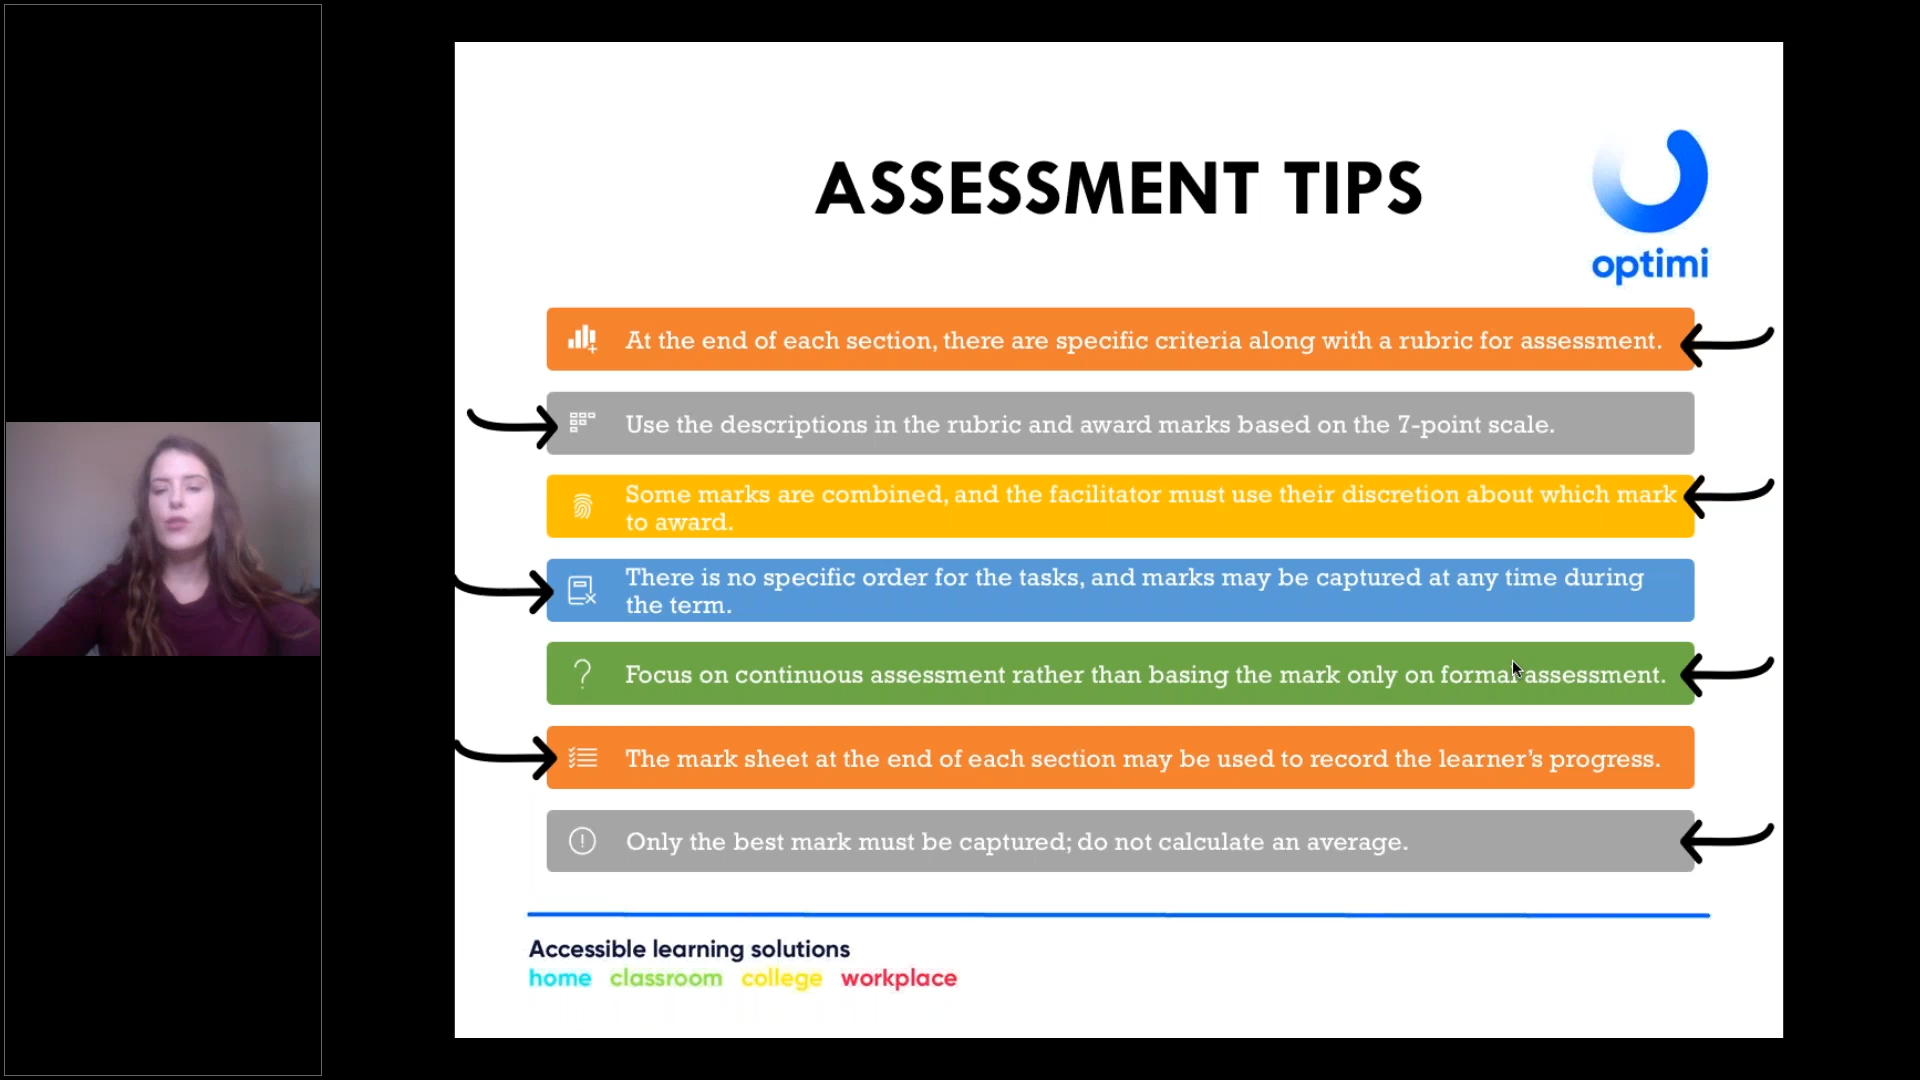 ASSESSMENT TIPS
optimi
At the end of each section, there are specific criteria along with a rubric for assessment.
Use the descriptions in the rubric and award marks based on the 7-point scale.
Some marks are combined, and the facilitator must use their discretion about which mark
to award.
There is no specific order for the tasks, and marks may be captured at any time during
the term.
Focus on continuous assessment rather than basing the mark only on formal assessment.
The mark sheet at the end of each section may be used to record the learner's progress.
Only the best mark must be captured; do not calculate an average.
Accessible learning solutions
home classroom college workplace